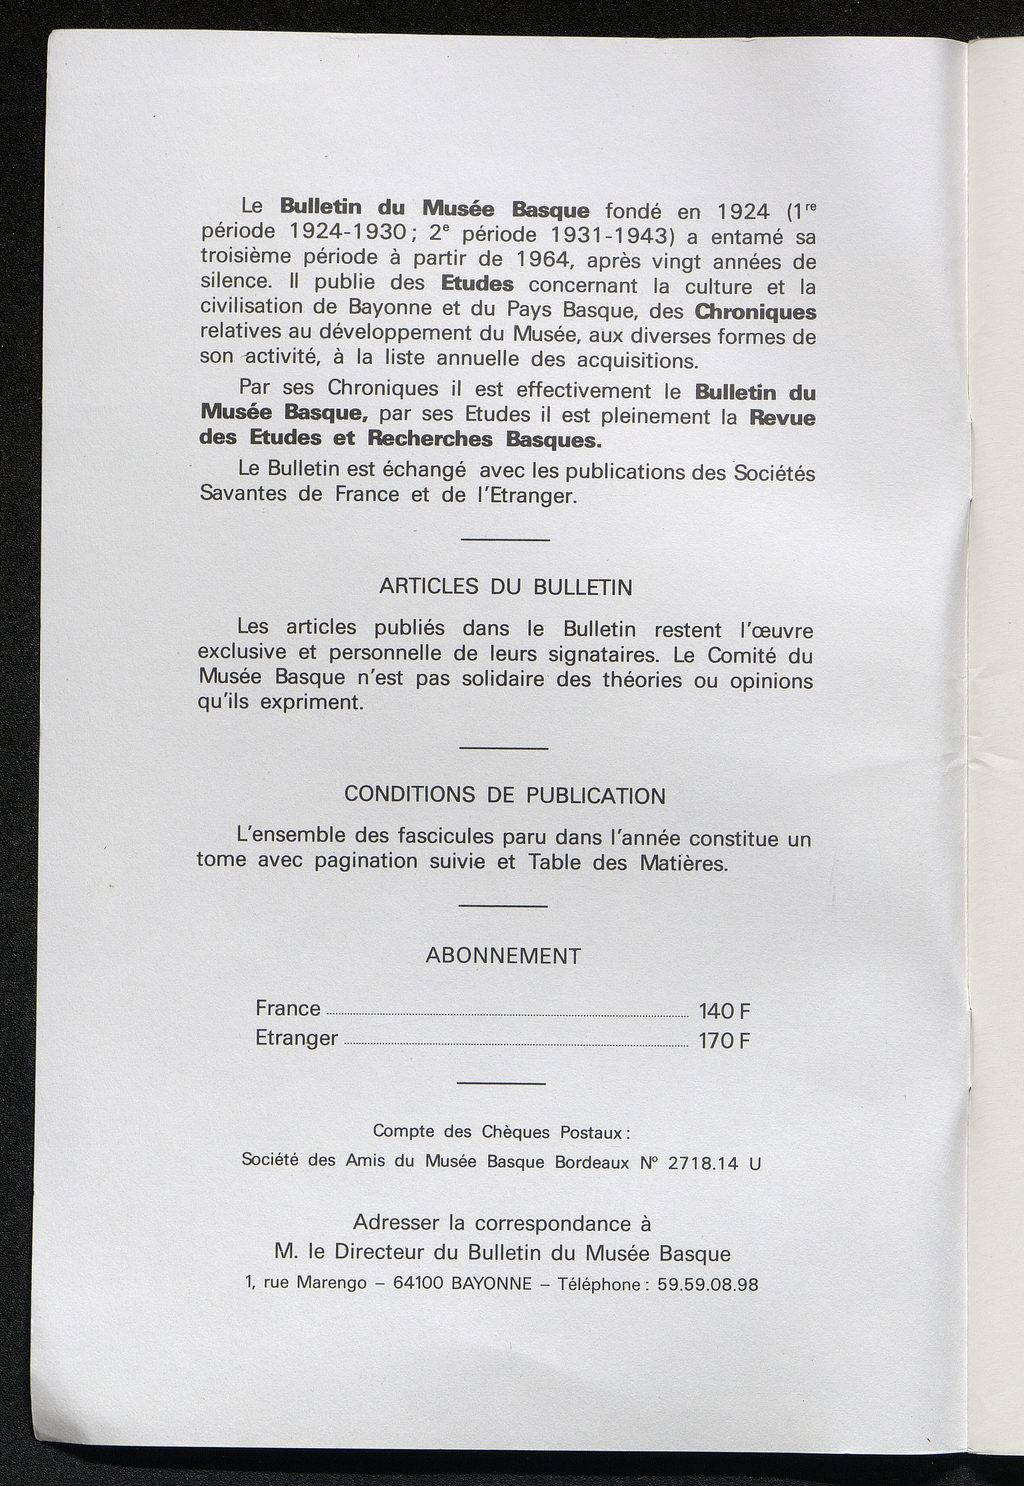 Le Bulletin du Musée Basque fondé en 1924 (1re
période 1924-1930 ; 2e période 1931-1943) a entamé sa
troisième période à partir de 1964, après vingt années de
silence. Il publie des Etudes concernant la culture et la
civilisation de Bayonne et du Pays Basque, des Chroniques
relatives au développement du Musée, aux diverses formes de
son activité, à la liste annuelle des acquisitions.
Par ses Chroniques il est effectivement le Bulletin du
Musée Basque, par ses Etudes il est pleinement la Revue
des Etudes et Recherches Basques.
Le Bulletin est échangé avec les publications des Sociétés
Savantes de France et de l'Etranger.
ARTICLES DU BULLETIN
Les articles publiés dans le Bulletin restent l'œuvre
exclusive et personnelle de leurs signataires. Le Comité du
Musée Basque n'est pas solidaire des théories ou opinions
qu'ils expriment.
CONDITIONS DE PUBLICATION
L'ensemble des fascicules paru dans l'année constitue un
tome avec pagination suivie et Table des Matières.
ABONNEMENT
France 140 F
Etranger 170 F
Compte des Chèques Postaux :
Société des Amis du Musée Basque Bordeaux N° 2718.14 U
Adresser la correspondance à
M. le Directeur du Bulletin du Musée Basque
1, rue Marengo – 64100 BAYONNE – Téléphone : 59.59.08.98